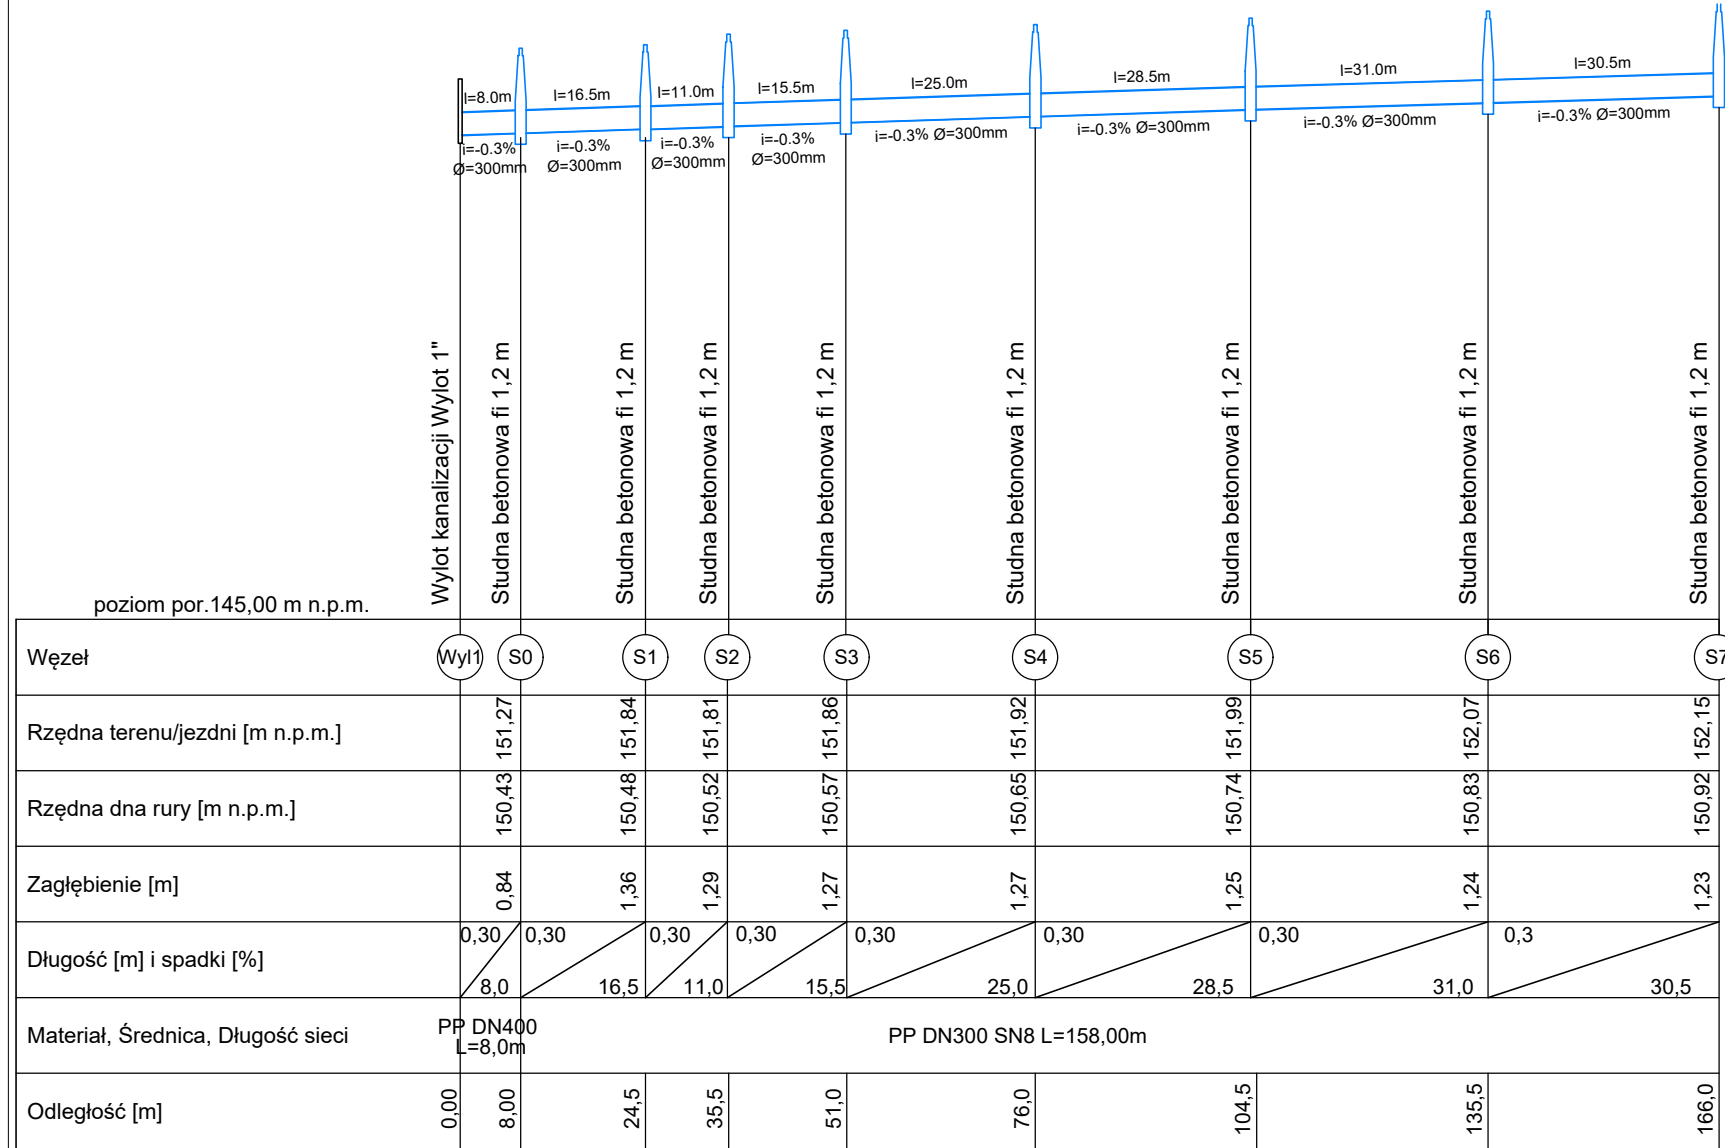 l=8.0m
l=16.5m
l=11.0m
l=15.5m
l=25.0m
l=28.5m
l=31.0m
l=30.5m
i=-0.3%
Ø=300mm
i=-0.3%
Ø=300mm
i=-0.3%
Ø=300mm
i=-0.3%
Ø=300mm
i=-0.3% Ø=300mm
i=-0.3% Ø=300mm
i=-0.3% Ø=300mm
i=-0.3% Ø=300mm
Wylot kanalizacji Wylot 1"
Studna betonowa fi 1,2 m
Studna betonowa fi 1,2 m
Studna betonowa fi 1,2 m
Studna betonowa fi 1,2 m
Studna betonowa fi 1,2 m
Studna betonowa fi 1,2 m
Studna betonowa fi 1,2 m
Studna betonowa fi 1,2 m
poziom por.145,00 m n.p.m.
Węzeł Wyl1 S0 S1 S2 S3 S4 S5 S6 S7
Rzędna terenu/jezdni [m n.p.m.] 151,27 151,84 151,81 151,86 151,92 151,99 152,07 152,15
Rzędna dna rury [m n.p.m.] 150,43 150,48 150,52 150,57 150,65 150,74 150,83 150,92
Zagłębienie [m] 0,84 1,36 1,29 1,27 1,27 1,25 1,24 1,23
0,30 0,30 0,30 0,30 0,30 0,30 0,30 0,3
Długość [m] i spadki [%]
8,0 16,5 11,0 15,5 25,0 28,5 31,0 30,5
Materiał, Średnica, Długość sieci
PP DN400
L=8,0m
PP DN300 SN8 L=158,00m
Odległość [m] 0,00 8,00 24,5 35,5 51,0 76,0 104,5 135,5 166,0